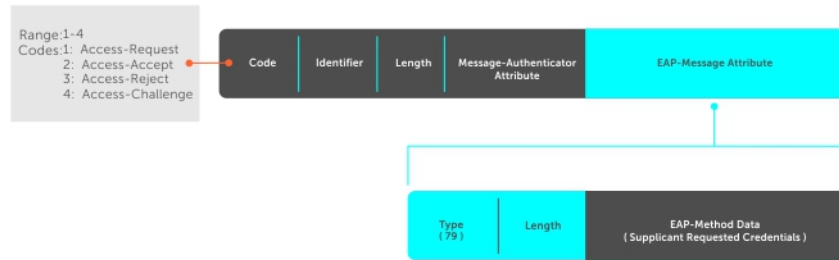 Range:1-4
Codes:1: Access-Request
2: Access-Accept
3: Access-Reject
4: Access-Challenge
Code
Identifier
Length
Message-Authenticator
Attribute
EAP-Message Attribute
Type
( 79 )
Length
EAP-Method Data
( Supplicant Requested Credentials )